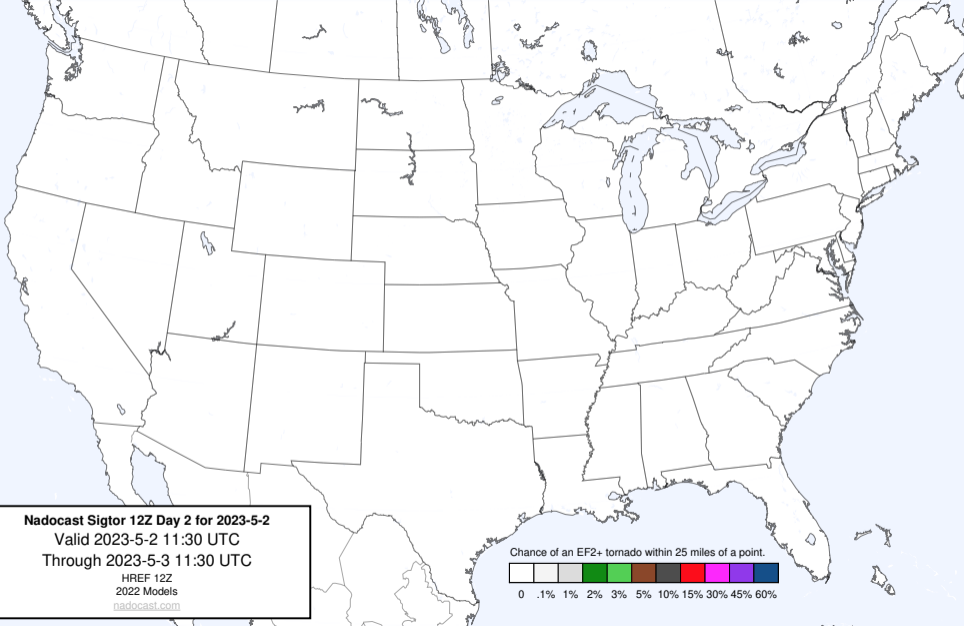 Nadocast Sigtor 12Z Day 2 for 2023-5-2
Valid 2023-5-2 11:30 UTC
Through 2023-5-3 11:30 UTC
HREF 12Z
2022 Models
nadocast.com
Chance of an EF2+ tornado within 25 miles of a point.
0 .1% 1% 2% 3% 5% 10% 15% 30% 45% 60%